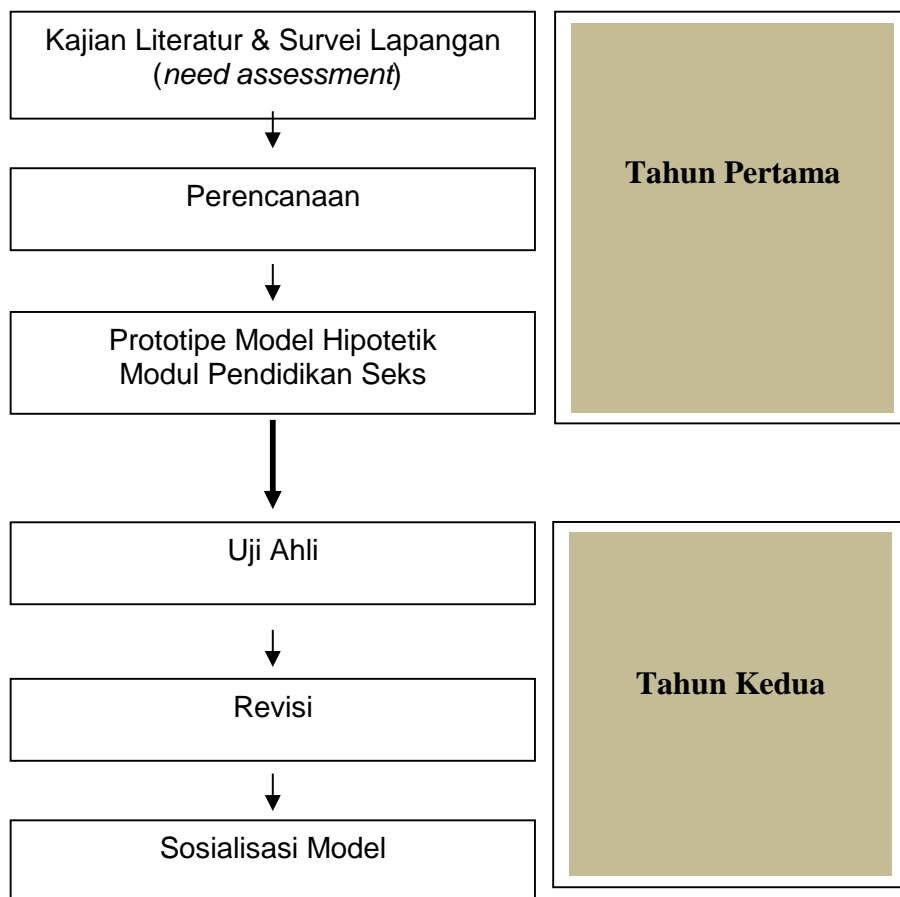 Kajian Literatur & Survei Lapangan
(need assessment)
Perencanaan
Prototipe Model Hipotetik
Modul Pendidikan Seks
Tahun Pertama
Uji Ahli
Revisi
Sosialisasi Model
Tahun Kedua